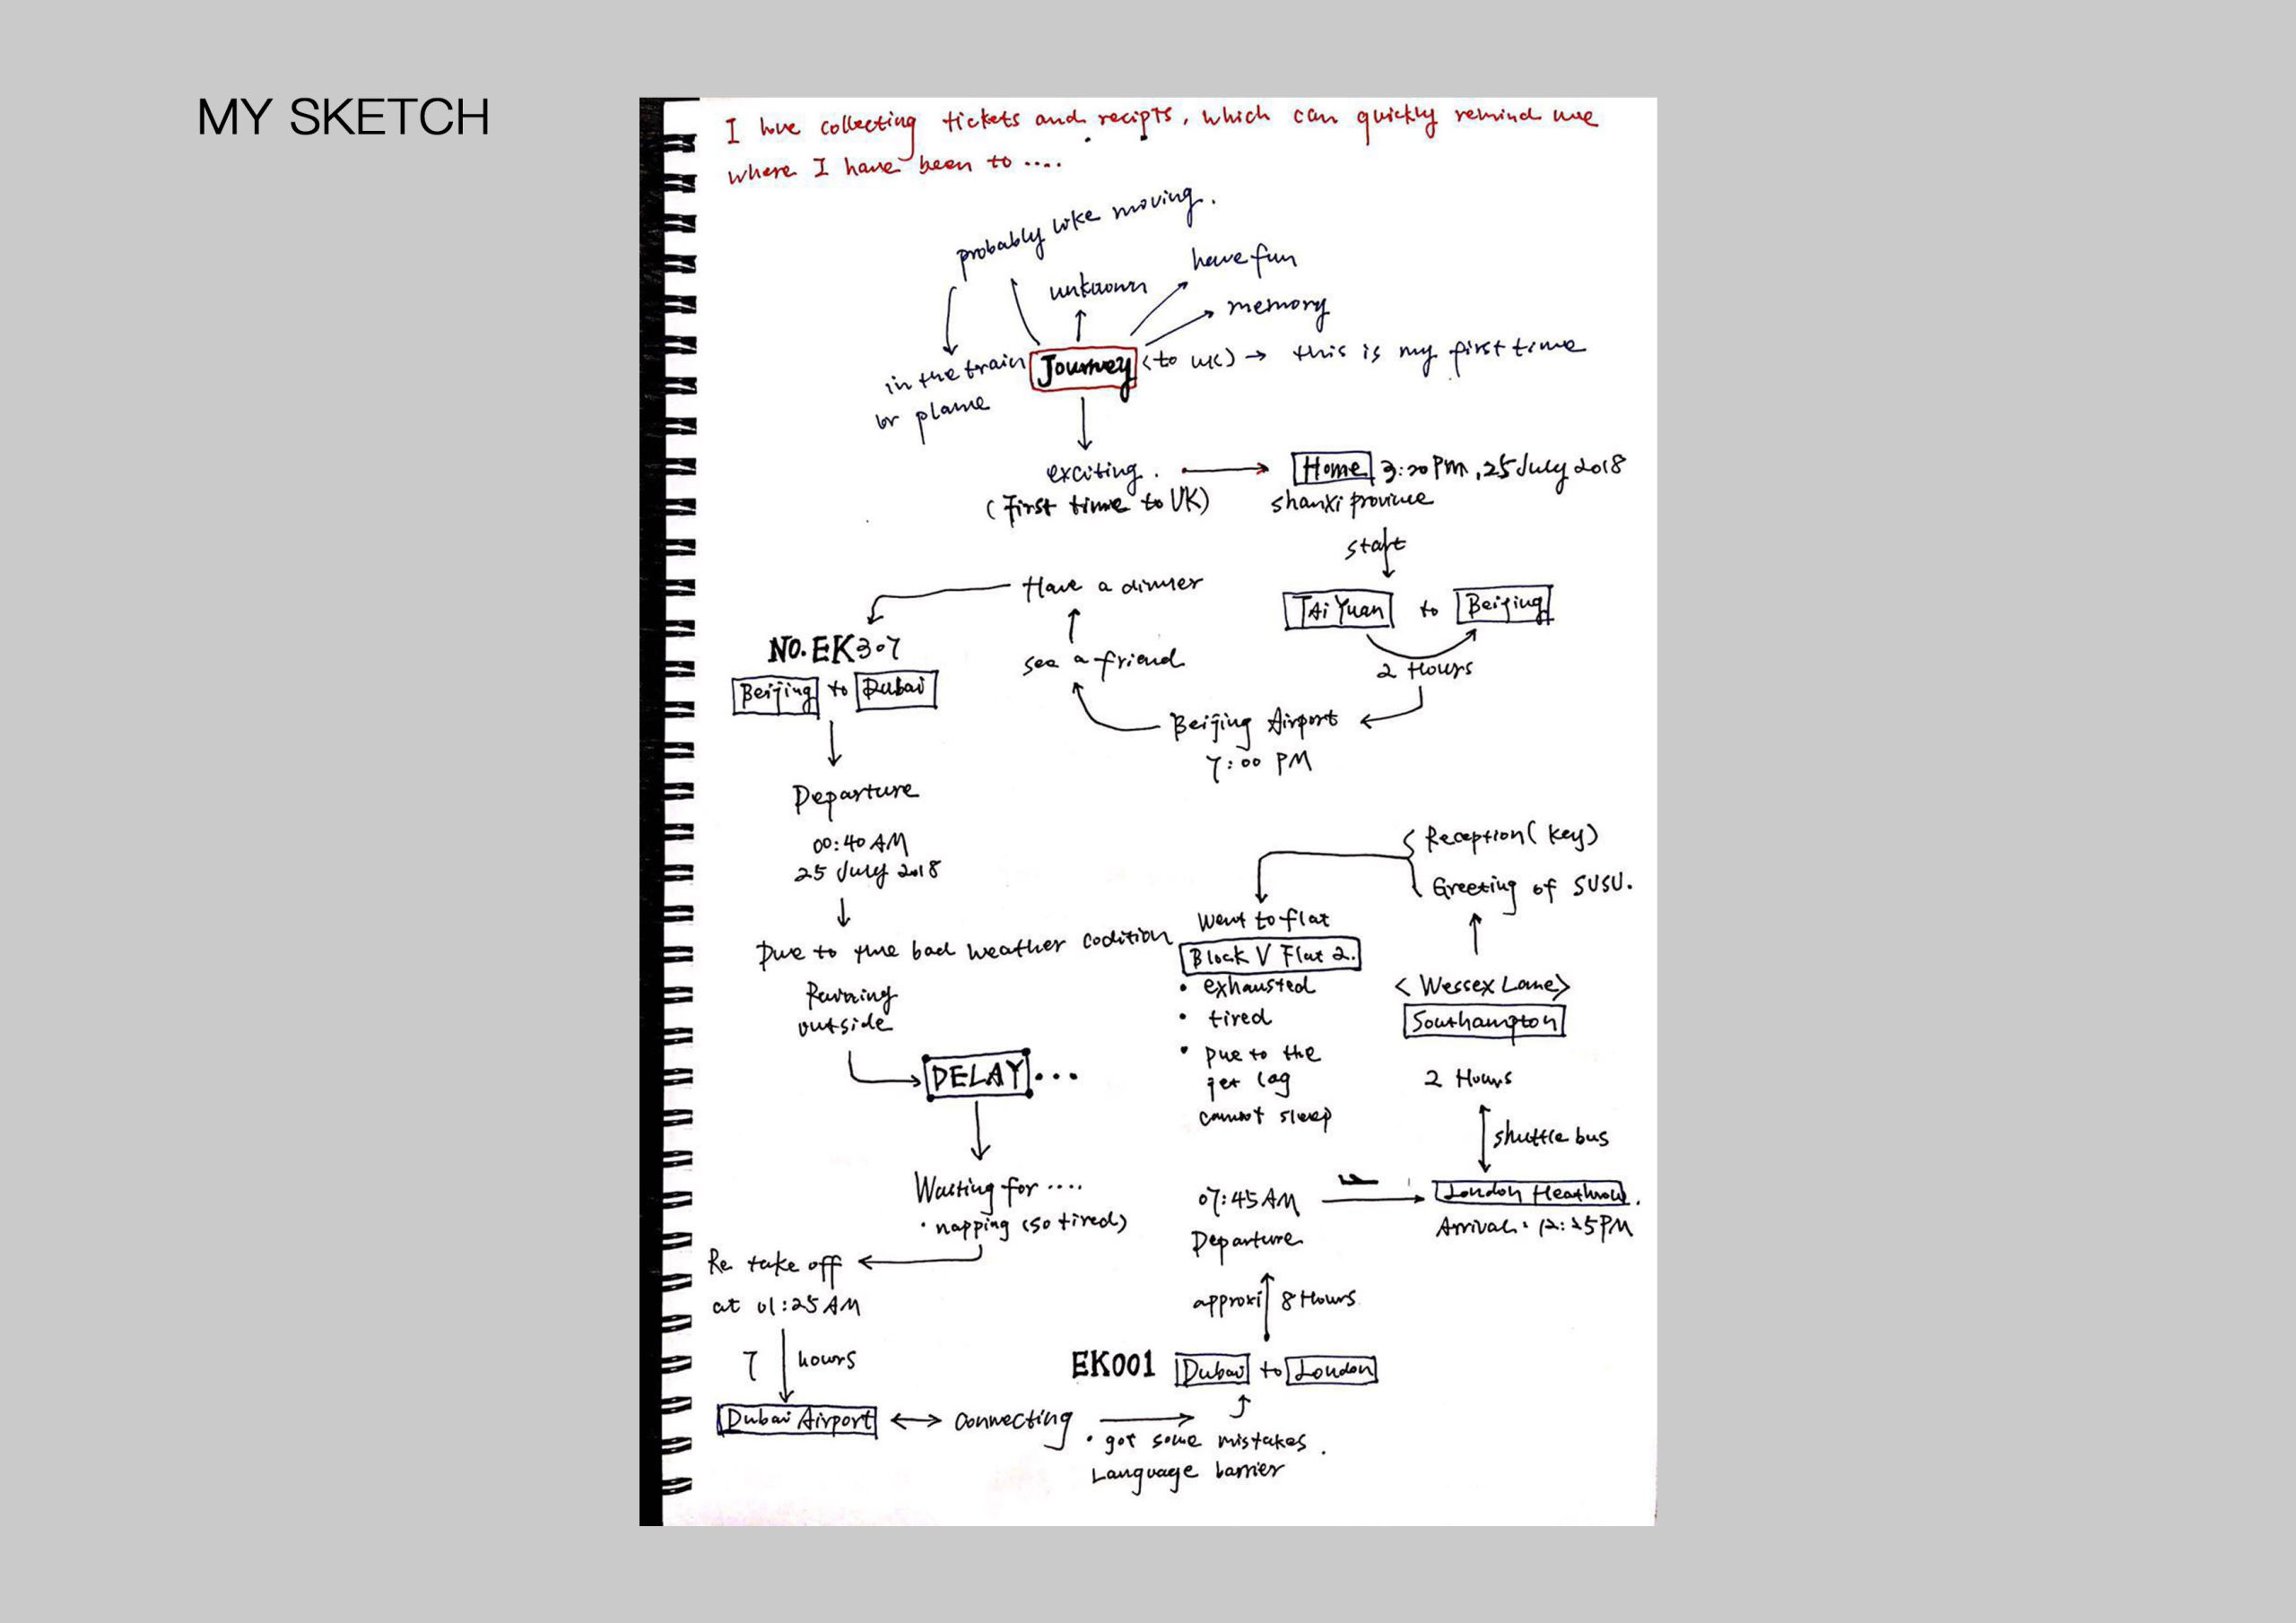 MY SKETCH
I love collecting tickets and recipts, which can quickly remind me
where I have been to ....
probably like moving.
unknown
have fun
memory
in the train
or plane
Journey
(to UK) → this is my first time
exciting.
(First time to UK)
Home 3:20 PM, 25 July 2018
shanxi province
start
TAi Yuan to Beijing
2 Hours
Beijing Airport
7:00 PM
see a friend
Have a dinner
NO. EK307
Beijing to Dubai
Departure
00:40 AM
25 July 2018
Due to the bad weather codition
Raining
outside
DELAY...
Waiting for ....
• napping (so tired)
Re take off
at 01:25 AM
7 hours
Dubai Airport ↔ connecting
• got some mistakes.
Language barrier
EK001 Dubai to London
approxi 8 Hours
07:45 AM
Departure
London Heathrow.
Arrival: 12:25 PM
shuttle bus
2 Hours
<Wessex Lane>
Southampton
Reception (key)
Greeting of SUSU.
Went to flat
Block V Flat 2.
• exhausted
• tired
• Due to the
jet lag
cannot sleep